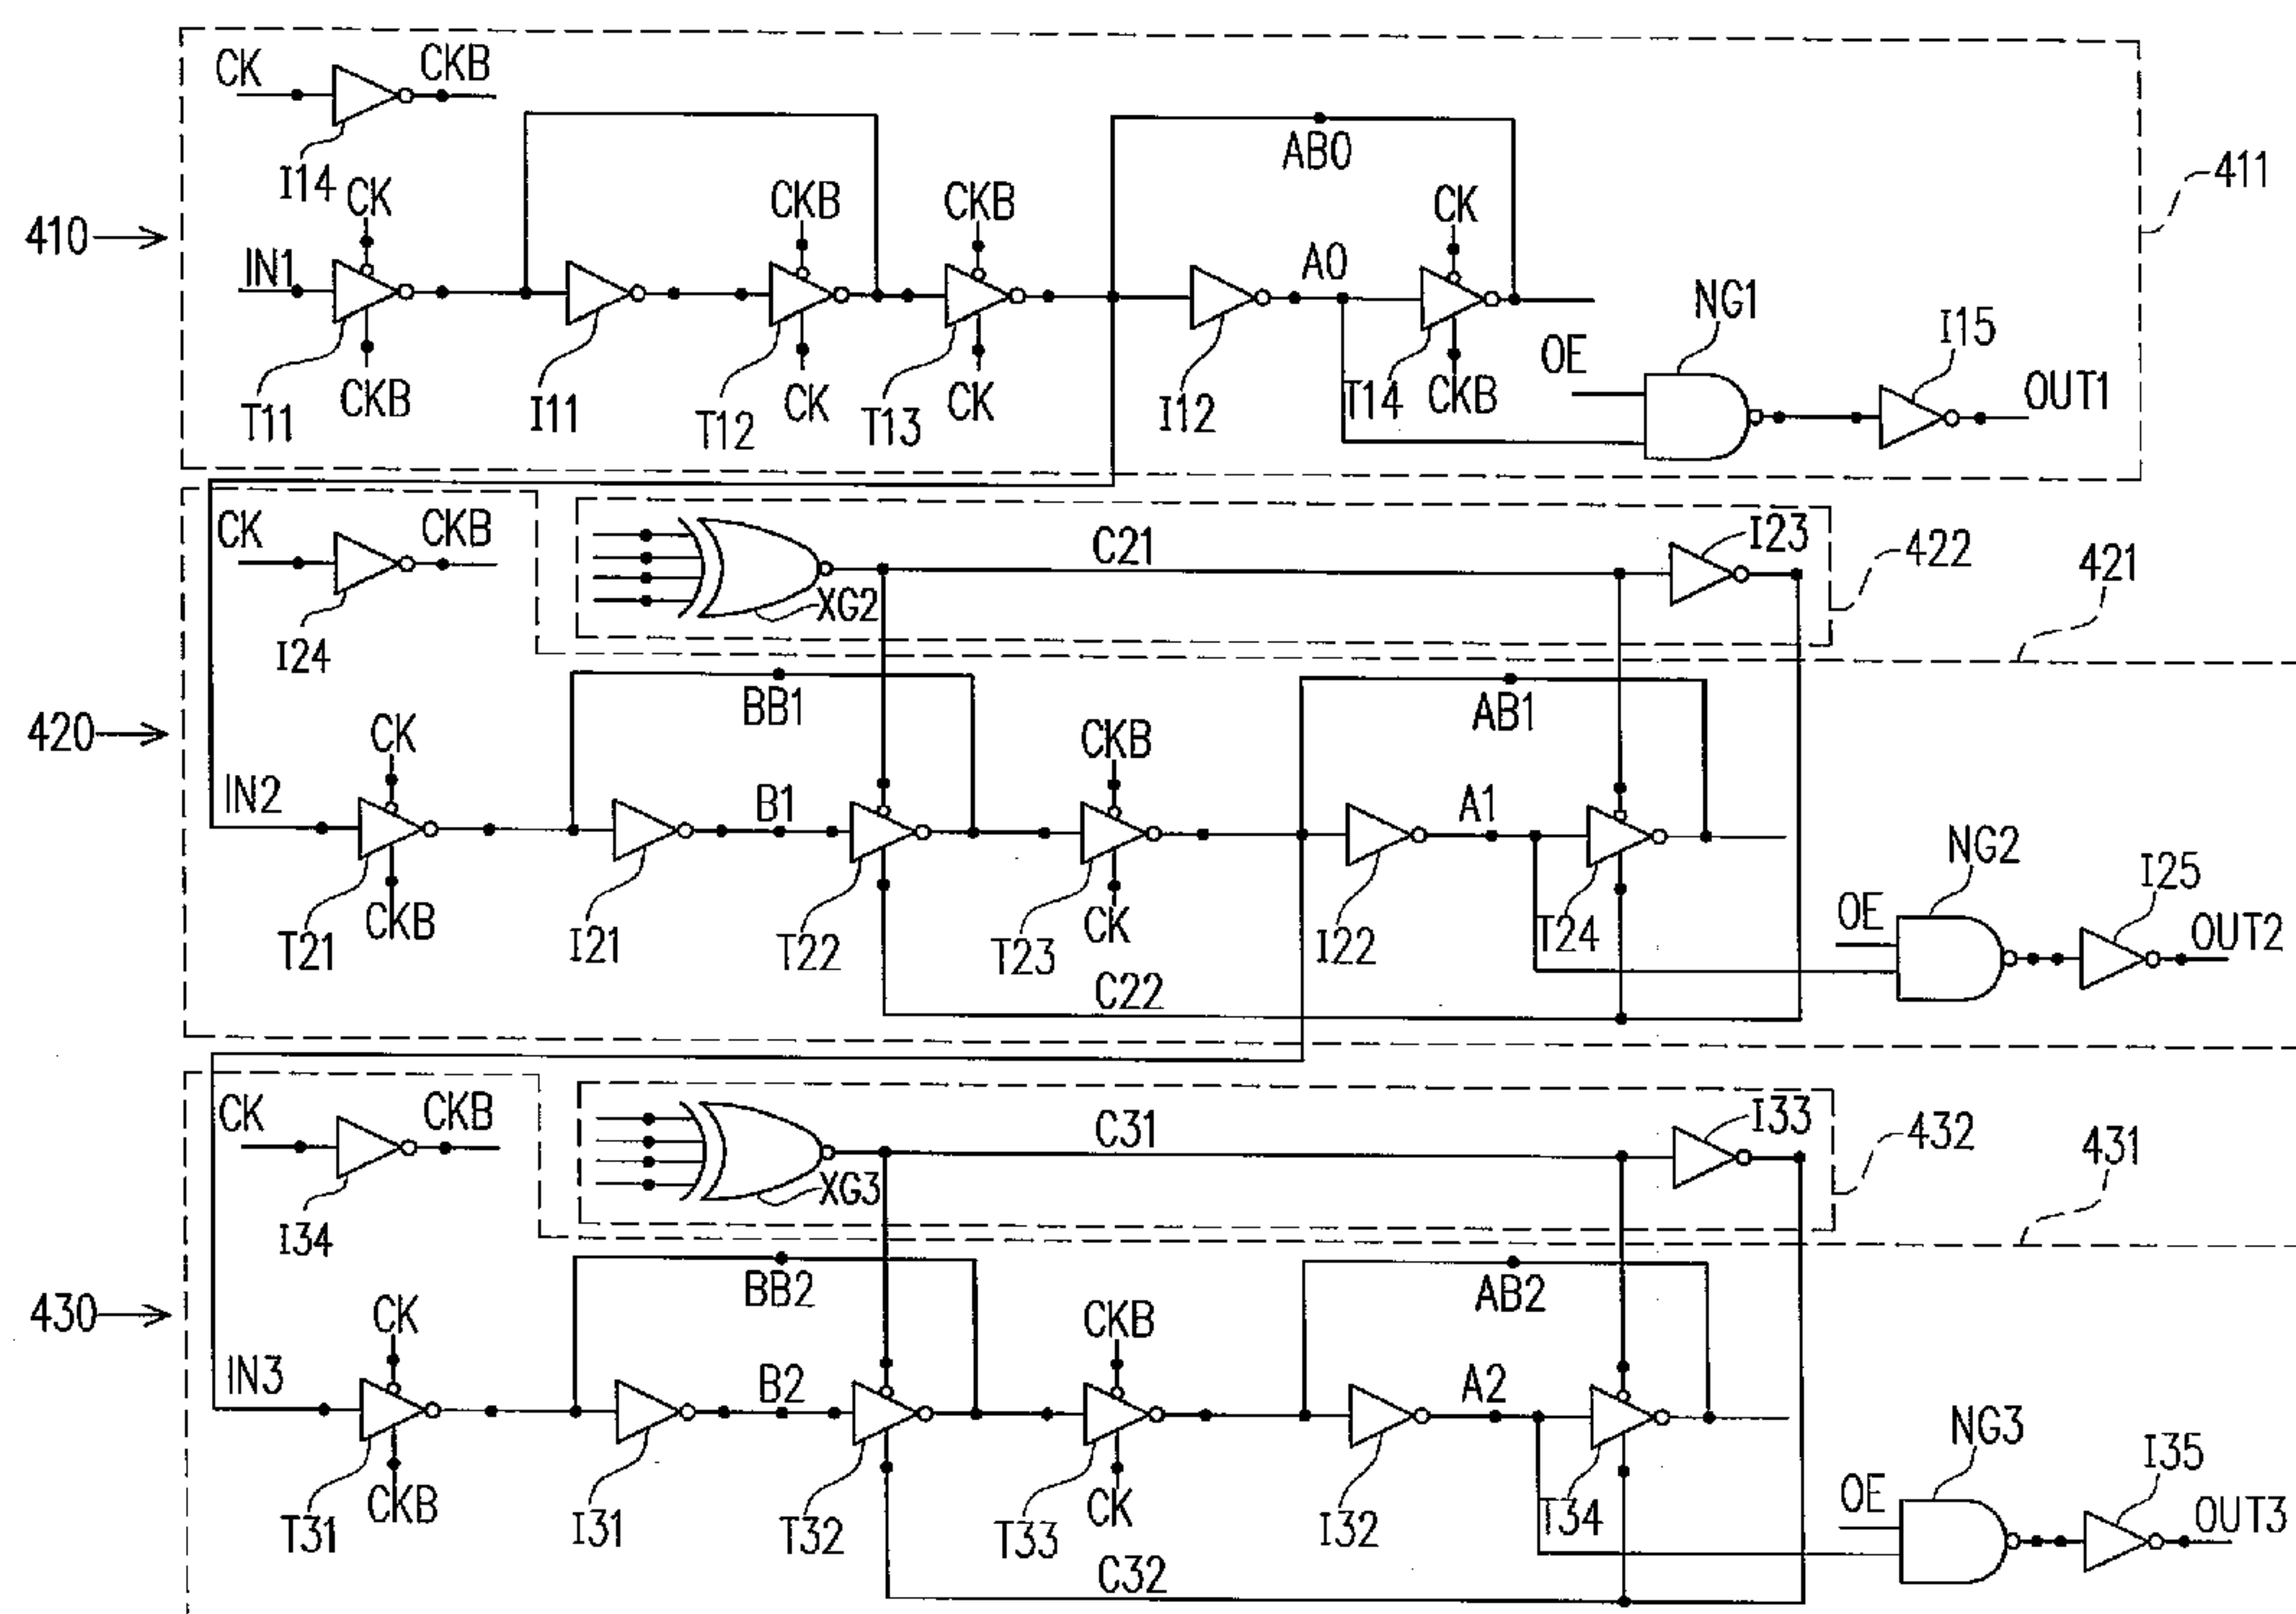 CK
CKB
I14
CK
AB0
411
410
CKB
CKB
CK
IN1
A0
NG1
I15
OE
T11
CKB
I11
T12
CK
T13
CK
I12
T14
CKB
OUT1
CK
CKB
C21
I23
422
421
I24
XG2
BB1
AB1
420
CK
CKB
IN2
B1
A1
NG2
I25
T21
CKB
I21
T22
T23
CK
I22
T24
OE
OUT2
C22
CK
CKB
C31
I33
432
431
I34
XG3
BB2
AB2
430
CK
CKB
IN3
B2
A2
NG3
I35
T31
CKB
I31
T32
T33
CK
I32
T34
OE
OUT3
C32